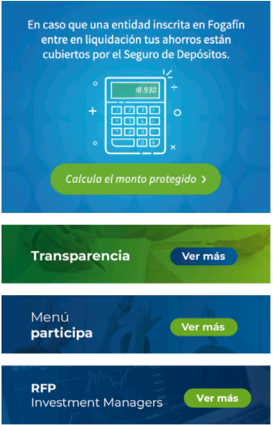 En caso que una entidad inscrita en Fogafín
entre en liquidación tus ahorros están
cubiertos por el Seguro de Depósitos.
8.930
Calcula el monto protegido >
Transparencia
Ver más
Menú
participa
Ver más
RFP
Investment Managers
Ver más